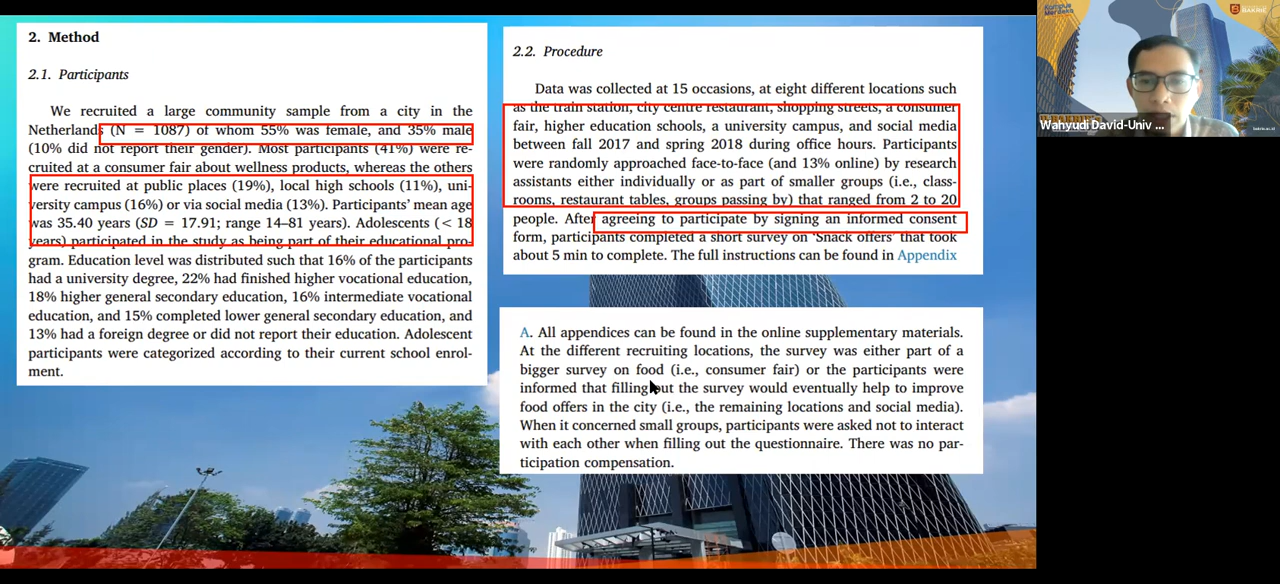 2. Method
2.1. Participants
We recruited a large community sample from a city in the
Netherlands (N = 1087) of whom 55% was female, and 35% male
(10% did not report their gender). Most participants (41%) were re-
cruited at a consumer fair about wellness products, whereas the others
were recruited at public places (19%), local high schools (11%), uni-
versity campus (16%) or via social media (13%). Participants' mean age
was 35.40 years (SD = 17.91; range 14–81 years). Adolescents (< 18
years) participated in the study as being part of their educational pro-
gram. Education level was distributed such that 16% of the participants
had a university degree, 22% had finished higher vocational education,
18% higher general secondary education, 16% intermediate vocational
education, and 15% completed lower general secondary education, and
13% had a foreign degree or did not report their education. Adolescent
participants were categorized according to their current school enrol-
ment.
2.2. Procedure
Data was collected at 15 occasions, at eight different locations such
as the train station, city centre restaurant, shopping streets, a consumer
fair, higher education schools, a university campus, and social media
between fall 2017 and spring 2018 during office hours. Participants
were randomly approached face-to-face (and 13% online) by research
assistants either individually or as part of smaller groups (i.e., class-
rooms, restaurant tables, groups passing by) that ranged from 2 to 20
people. After agreeing to participate by signing an informed consent
form, participants completed a short survey on 'Snack offers' that took
about 5 min to complete. The full instructions can be found in Appendix
A. All appendices can be found in the online supplementary materials.
At the different recruiting locations, the survey was either part of a
bigger survey on food (i.e., consumer fair) or the participants were
informed that filling out the survey would eventually help to improve
food offers in the city (i.e., the remaining locations and social media).
When it concerned small groups, participants were asked not to interact
with each other when filling out the questionnaire. There was no par-
ticipation compensation.
Kampus
Merdeka
BAKRIE
Wahyudi David-Univ ...
bakrie.ac.id